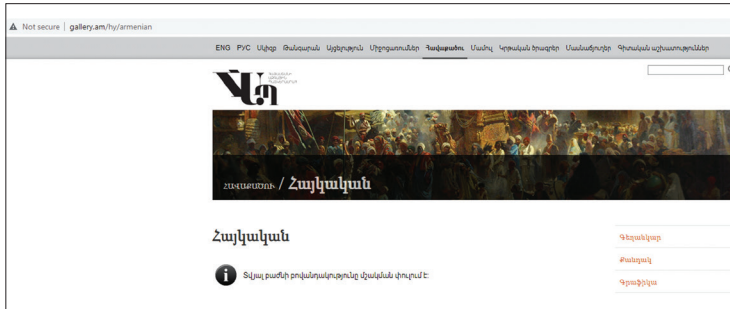 Not secure | gallery.am/hy/armenian
ENG РУС Սկիզբ Թանգարան Այցելություն Միջոցառումներ Հավաքածու Մամուլ Կրթական ծրագրեր Մասնաճյուղեր Գիտական աշխատություններ
ՀԱՊ
ՀԱՎԱՔԱԾՈՒ / Հայկական
Հայկական
Գեղանկար
Քանդակ
i Տվյալ բաժնի բովանդակությունը մշակման փուլում է:
Գրաֆիկա